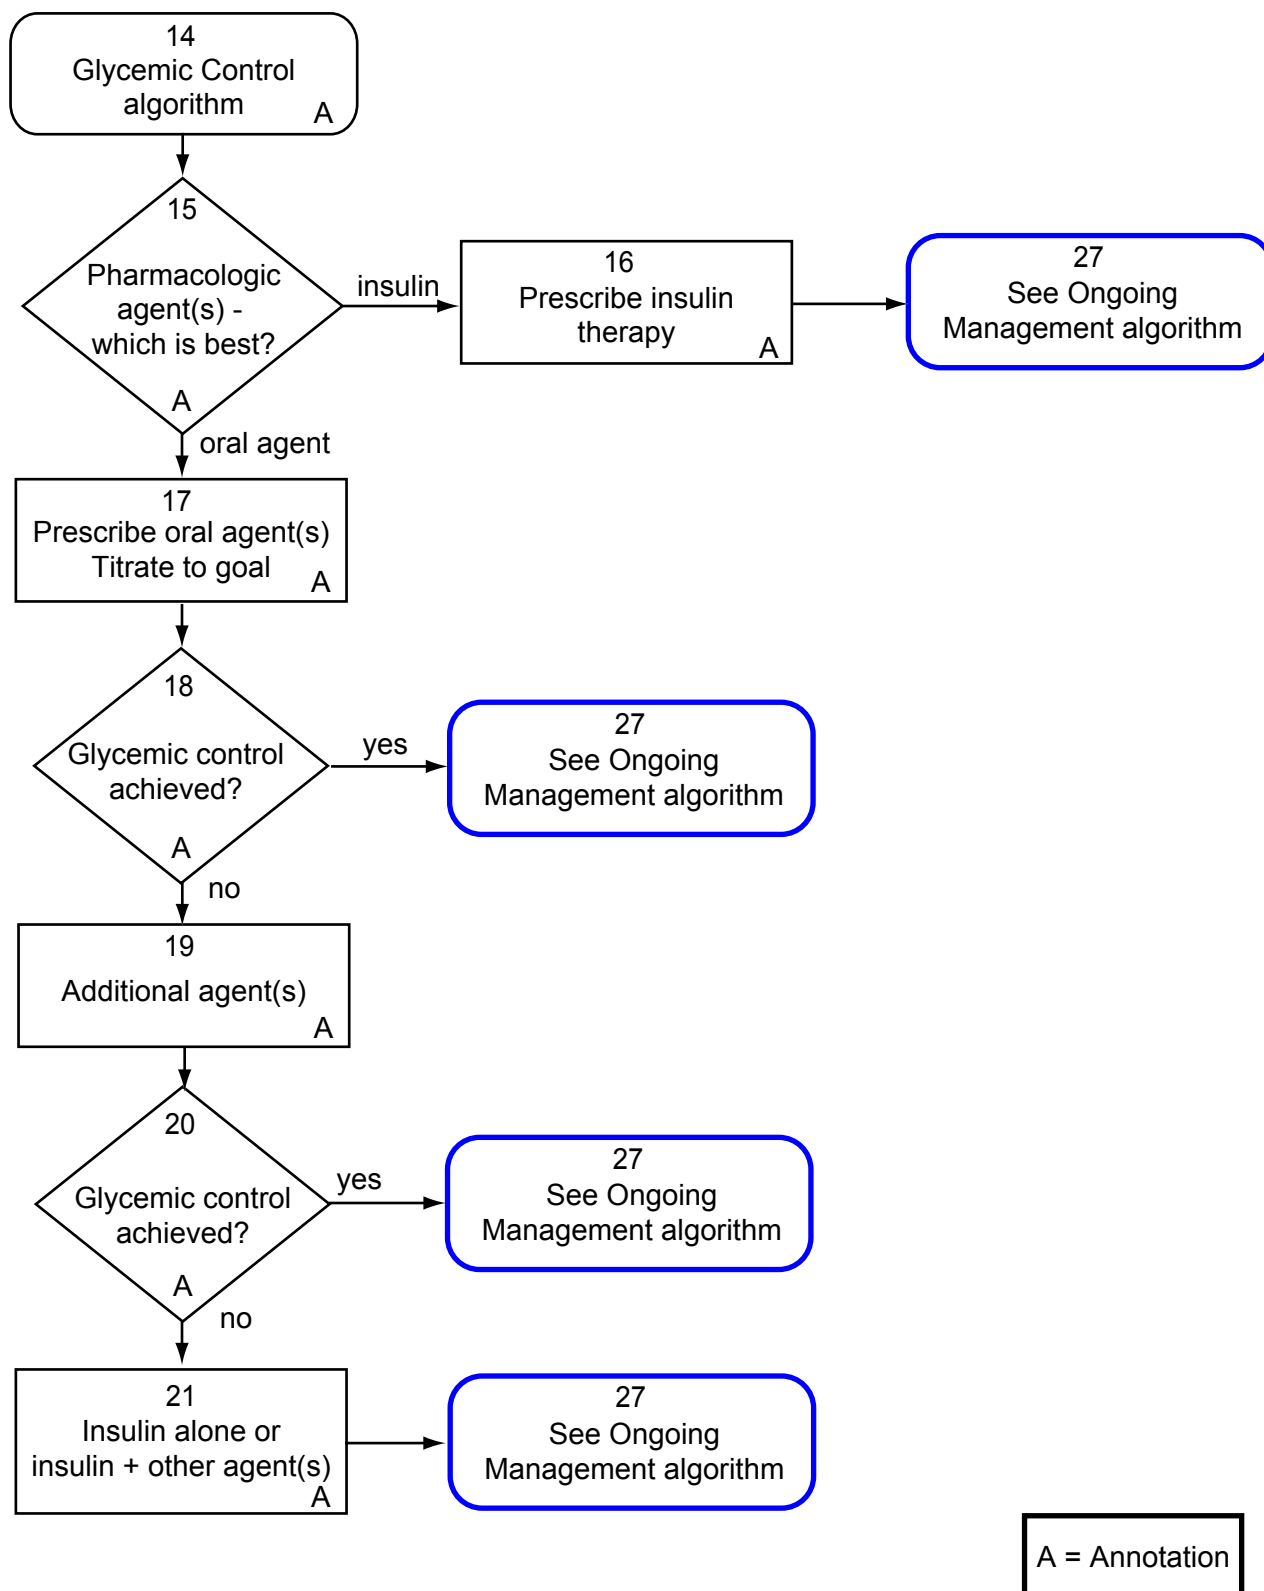 14
Glycemic Control
algorithm
A
15
Pharmacologic
agent(s) -
which is best?
A
insulin
16
Prescribe insulin
therapy
A
27
See Ongoing
Management algorithm
oral agent
17
Prescribe oral agent(s)
Titrate to goal
A
18
Glycemic control
achieved?
A
yes
27
See Ongoing
Management algorithm
no
19
Additional agent(s)
A
20
Glycemic control
achieved?
A
yes
27
See Ongoing
Management algorithm
no
21
Insulin alone or
insulin + other agent(s)
A
27
See Ongoing
Management algorithm
A = Annotation